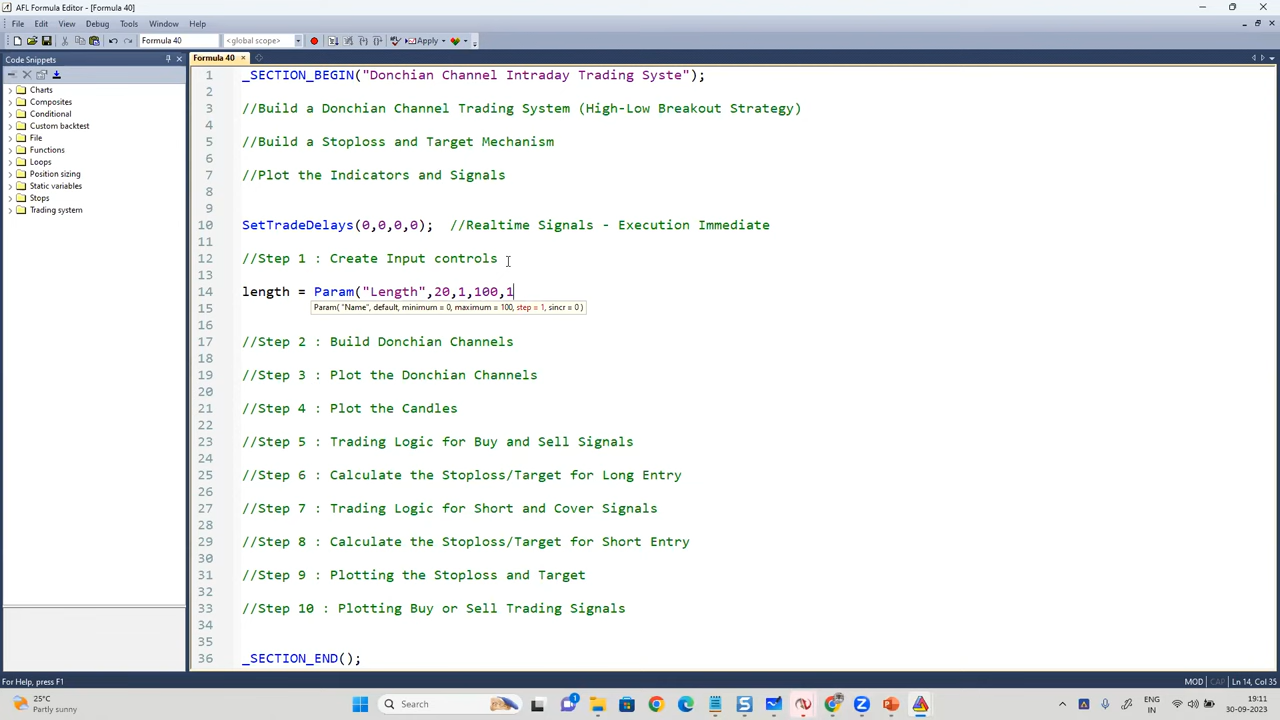 AFL Formula Editor - [Formula 40]
File Edit View Debug Tools Window Help
Formula 40 <global scope> Apply
Code Snippets
Formula 40
Charts
Composites
Conditional
Custom backtest
File
Functions
Loops
Position sizing
Static variables
Stops
Trading system
1 _SECTION_BEGIN("Donchian Channel Intraday Trading Syste");
2
3 //Build a Donchian Channel Trading System (High-Low Breakout Strategy)
4
5 //Build a Stoploss and Target Mechanism
6
7 //Plot the Indicators and Signals
8
9
10 SetTradeDelays(0,0,0,0); //Realtime Signals - Execution Immediate
11
12 //Step 1 : Create Input controls
13
14 length = Param("Length",20,1,100,1
Param( "Name", default, minimum = 0, maximum = 100, step = 1, sincr = 0 )
15
16
17 //Step 2 : Build Donchian Channels
18
19 //Step 3 : Plot the Donchian Channels
20
21 //Step 4 : Plot the Candles
22
23 //Step 5 : Trading Logic for Buy and Sell Signals
24
25 //Step 6 : Calculate the Stoploss/Target for Long Entry
26
27 //Step 7 : Trading Logic for Short and Cover Signals
28
29 //Step 8 : Calculate the Stoploss/Target for Short Entry
30
31 //Step 9 : Plotting the Stoploss and Target
32
33 //Step 10 : Plotting Buy or Sell Trading Signals
34
35
36 _SECTION_END();
For Help, press F1
MOD CAP Ln 14, Col 35
25°C
Partly sunny
Search
ENG
IN
19:11
30-09-2023